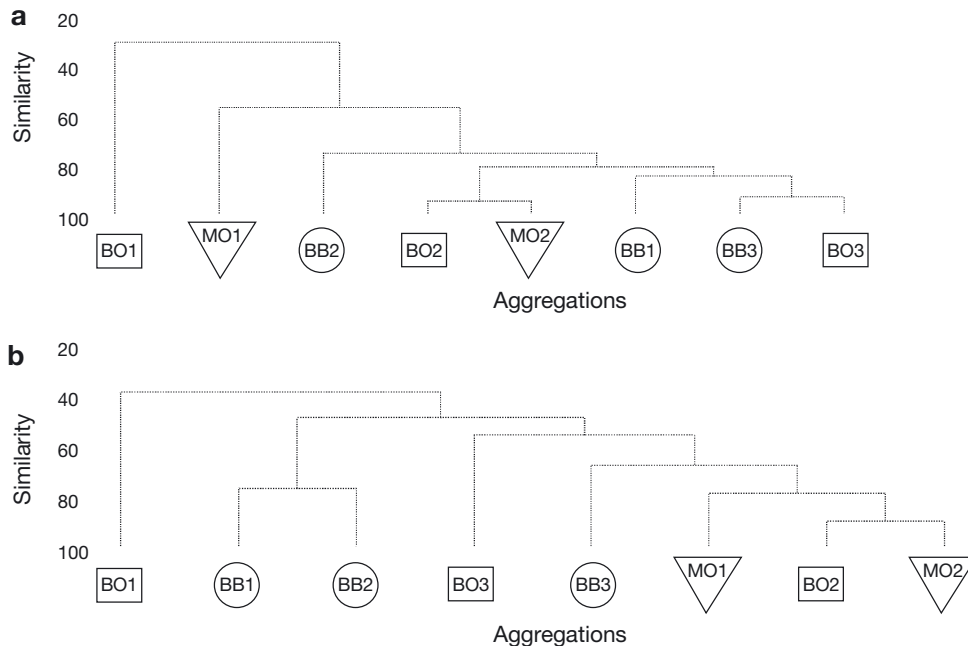 a
Similarity
20
40
60
80
100
BO1 MO1 BB2 BO2 MO2 BB1 BB3 BO3
Aggregations
b
Similarity
20
40
60
80
100
BO1 BB1 BB2 BO3 BB3 MO1 BO2 MO2
Aggregations